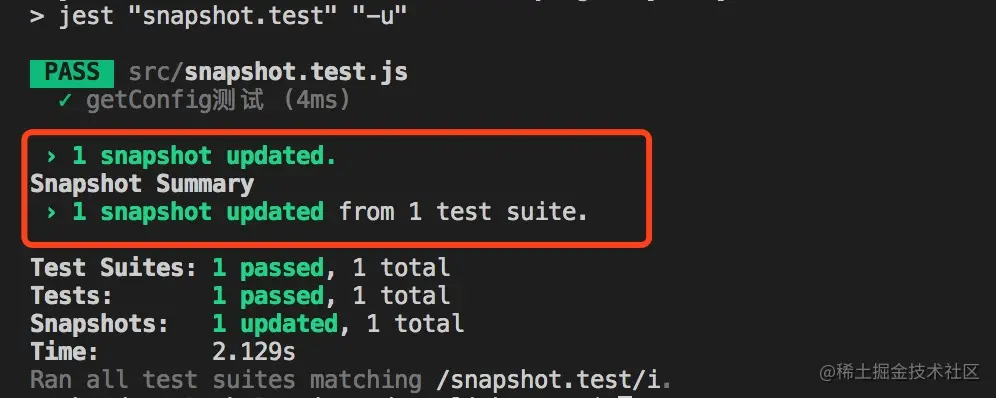 > jest "snapshot.test" "-u"
PASS src/snapshot.test.js
✓ getConfig测试 (4ms)
› 1 snapshot updated.
Snapshot Summary
› 1 snapshot updated from 1 test suite.
Test Suites: 1 passed, 1 total
Tests: 1 passed, 1 total
Snapshots: 1 updated, 1 total
Time: 2.129s
Ran all test suites matching /snapshot.test/i.
@稀土掘金技术社区